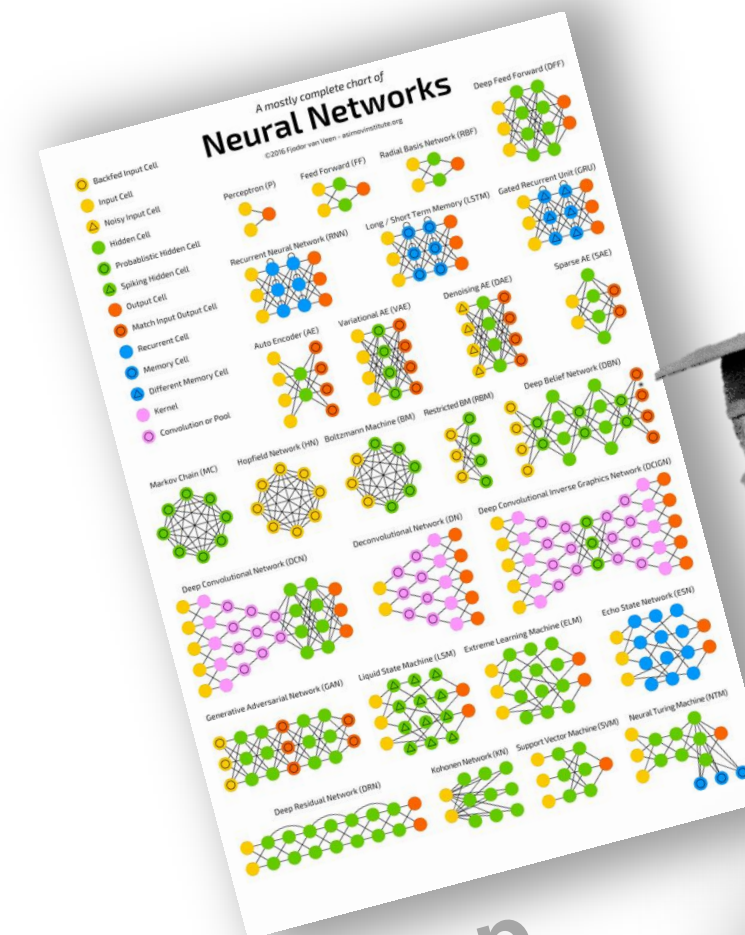 A mostly complete chart of
Neural Networks
©2016 Fjodor van Veen - asimovinstitute.org
Backfed Input Cell
Input Cell
Noisy Input Cell
Hidden Cell
Probablistic Hidden Cell
Spiking Hidden Cell
Output Cell
Match Input Output Cell
Recurrent Cell
Memory Cell
Different Memory Cell
Kernel
Convolution or Pool
Perceptron (P)
Feed Forward (FF)
Radial Basis Network (RBF)
Deep Feed Forward (DFF)
Recurrent Neural Network (RNN)
Long / Short Term Memory (LSTM)
Gated Recurrent Unit (GRU)
Auto Encoder (AE)
Variational AE (VAE)
Denoising AE (DAE)
Sparse AE (SAE)
Markov Chain (MC)
Hopfield Network (HN)
Boltzmann Machine (BM)
Restricted BM (RBM)
Deep Belief Network (DBN)
Deep Convolutional Network (DCN)
Deconvolutional Network (DN)
Deep Convolutional Inverse Graphics Network (DCIGN)
Generative Adversarial Network (GAN)
Liquid State Machine (LSM)
Extreme Learning Machine (ELM)
Echo State Network (ESN)
Deep Residual Network (DRN)
Kohonen Network (KN)
Support Vector Machine (SVM)
Neural Turing Machine (NTM)